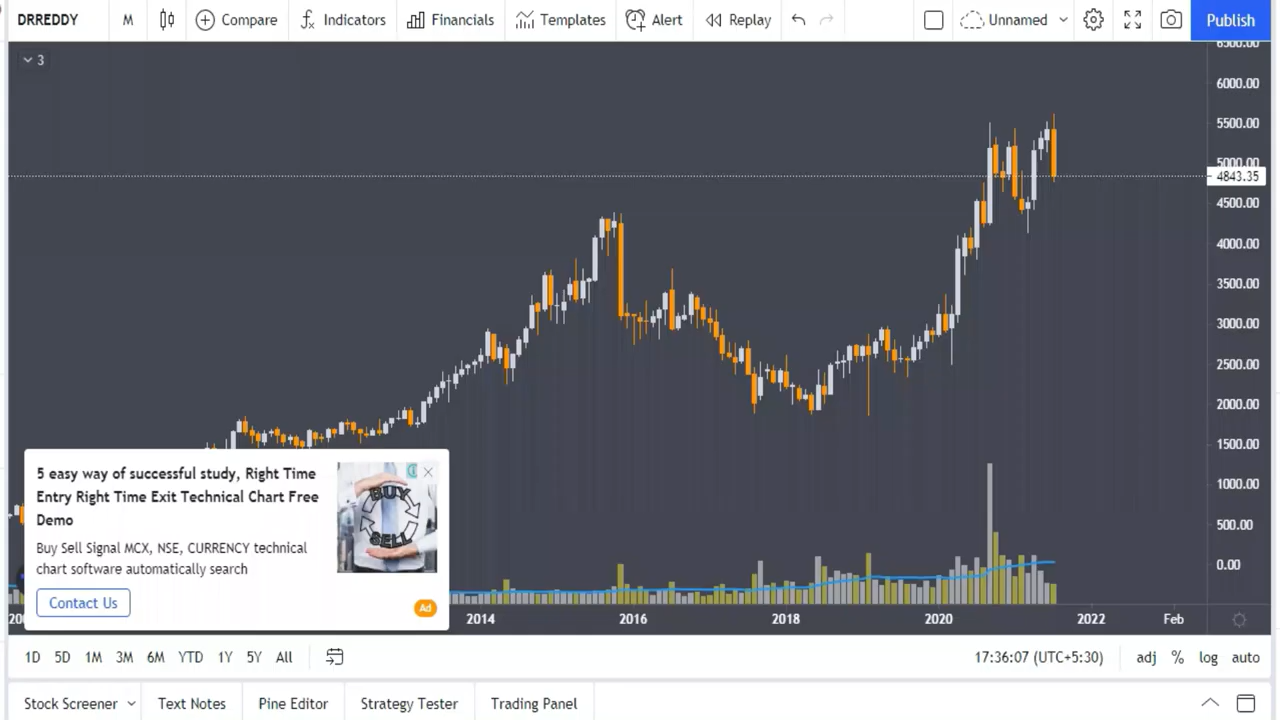 DRREDDY M Compare Indicators Financials Templates Alert Replay Unnamed Publish
3
6500.00
6000.00
5500.00
5000.00
4843.35
4500.00
4000.00
3500.00
3000.00
2500.00
2000.00
1500.00
1000.00
500.00
0.00
5 easy way of successful study, Right Time
Entry Right Time Exit Technical Chart Free
Demo
Buy Sell Signal MCX, NSE, CURRENCY technical
chart software automatically search
Contact Us
Ad
BUY
SELL
2014 2016 2018 2020 2022 Feb
1D 5D 1M 3M 6M YTD 1Y 5Y All 17:36:07 (UTC+5:30) adj % log auto
Stock Screener Text Notes Pine Editor Strategy Tester Trading Panel